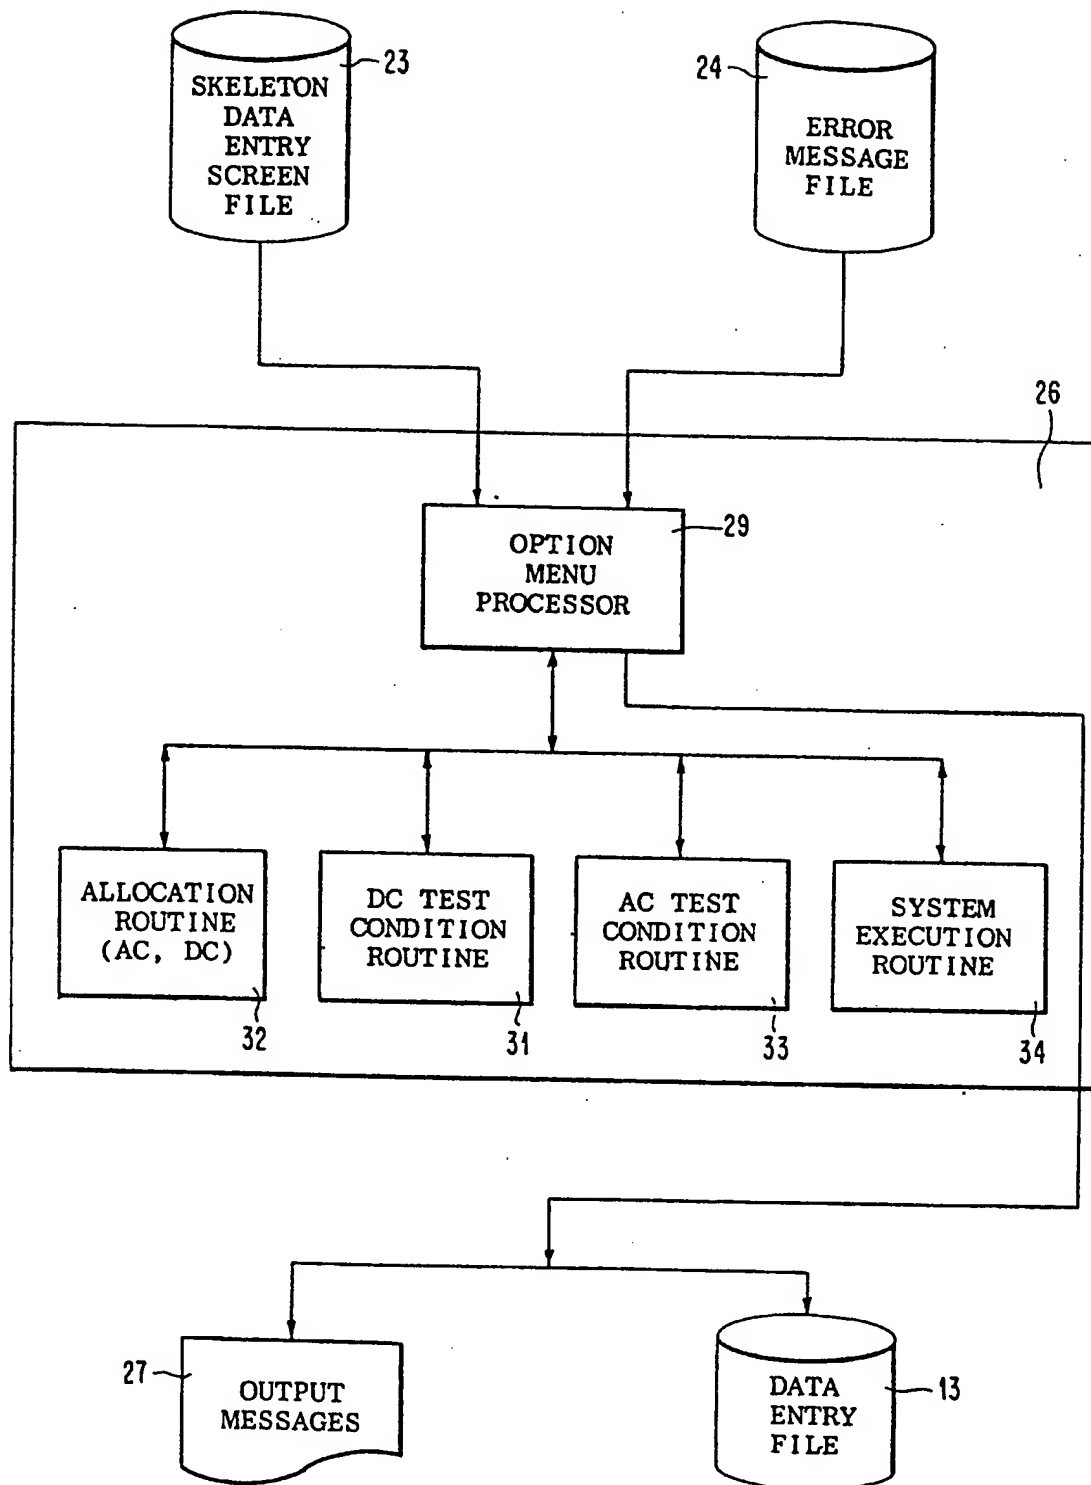 23
SKELETON
DATA
ENTRY
SCREEN
FILE
24
ERROR
MESSAGE
FILE
26
29
OPTION
MENU
PROCESSOR
ALLOCATION
ROUTINE
(AC, DC)
32
DC TEST
CONDITION
ROUTINE
31
AC TEST
CONDITION
ROUTINE
33
SYSTEM
EXECUTION
ROUTINE
34
27
OUTPUT
MESSAGES
13
DATA
ENTRY
FILE